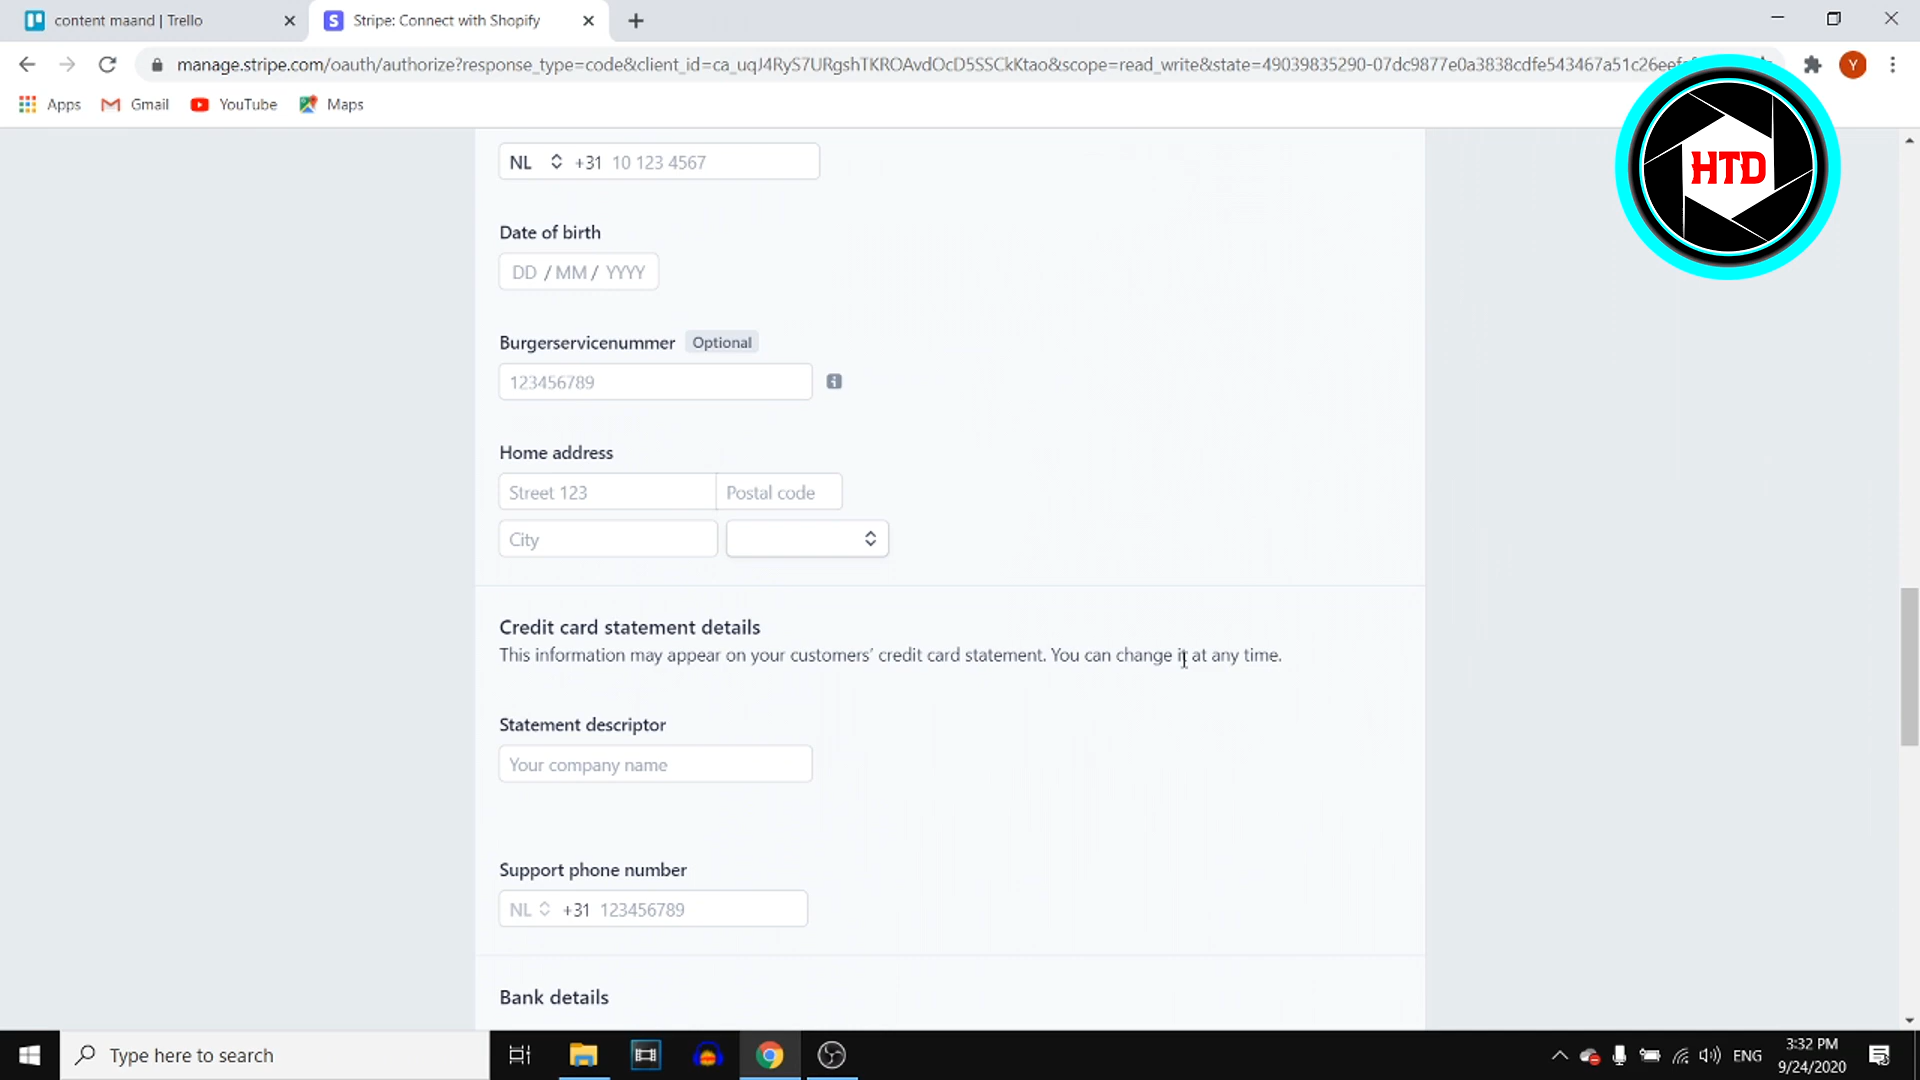 content maand | Trello
Stripe: Connect with Shopify
manage.stripe.com/oauth/authorize?response_type=code&client_id=ca_uqJ4RyS7URgshTKROAvdOcD5SSCkKtao&scope=read_write&state=49039835290-07dc9877e0a3838cdfe543467a51c26eef
Y
Apps
Gmail
YouTube
Maps
HTD
NL +31 10 123 4567
Date of birth
DD / MM / YYYY
Burgerservicenummer Optional
123456789
Home address
Street 123 Postal code
City
Credit card statement details
This information may appear on your customers' credit card statement. You can change it at any time.
Statement descriptor
Your company name
Support phone number
NL +31 123456789
Bank details
Type here to search
ENG
3:32 PM
9/24/2020